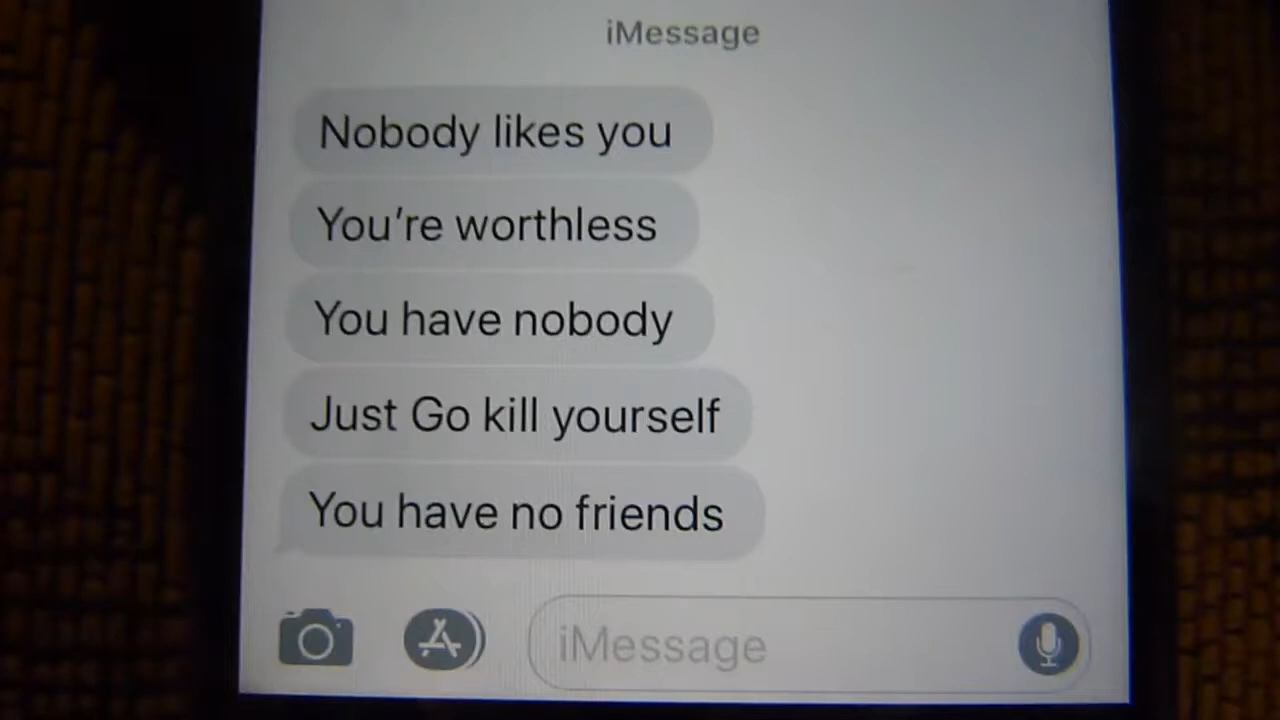 iMessage
Nobody likes you
You're worthless
You have nobody
Just Go kill yourself
You have no friends
iMessage